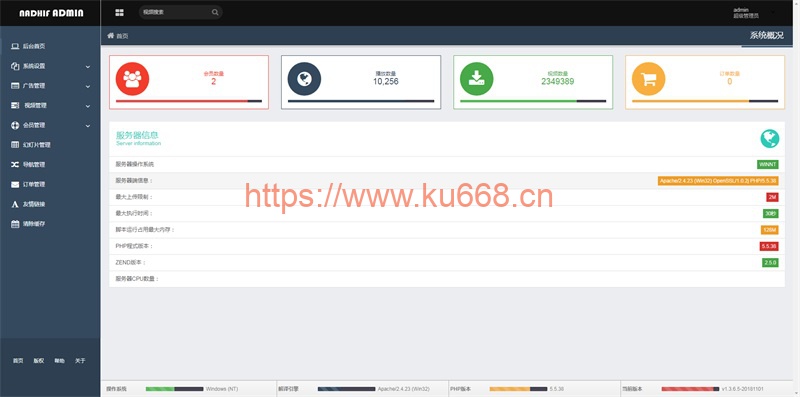 NADHIF ADMIN
视频搜索
admin
超级管理员
后台首页
系统设置
广告管理
视频管理
会员管理
幻灯片管理
导航管理
订单管理
友情链接
清除缓存
首页 版权 帮助 关于
首页
系统概况
会员数量
2
播放数量
10,256
视频数量
2349389
订单数量
0
服务器信息
Server information
服务器操作系统
WINNT
服务器端信息：
Apache/2.4.23 (Win32) OpenSSL/1.0.2j PHP/5.5.38
最大上传限制：
2M
最大执行时间：
30秒
脚本运行占用最大内存：
128M
PHP程式版本：
5.5.38
ZEND版本：
2.5.0
服务器CPU数量：
https://www.ku668.cn
操作系统 Windows (NT)
解译引擎 Apache/2.4.23 (Win32)
PHP版本 5.5.38
当前版本 v1.3.6.5-20181101